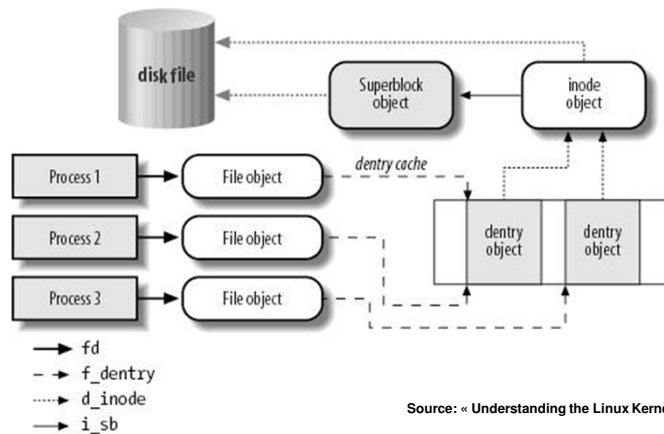 disk file
Superblock
object
inode
object
Process 1
File object
dentry cache
Process 2
File object
dentry
object
dentry
object
Process 3
File object
fd
f_dentry
d_inode
i_sb
Source: « Understanding the Linux Kerne